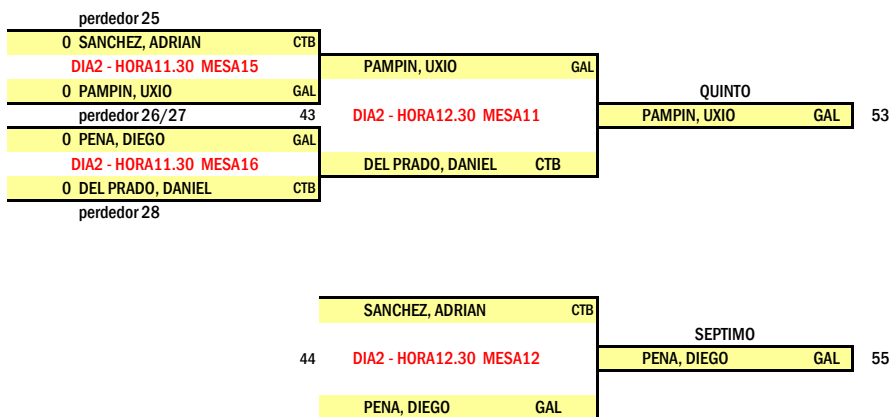 perdedor 25
0 SANCHEZ, ADRIAN CTB
DIA2 - HORA11.30 MESA15
PAMPIN, UXIO GAL
0 PAMPIN, UXIO GAL
QUINTO
perdedor 26/27 43 DIA2 - HORA12.30 MESA11
PAMPIN, UXIO GAL 53
0 PENA, DIEGO GAL
DIA2 - HORA11.30 MESA16
DEL PRADO, DANIEL CTB
0 DEL PRADO, DANIEL CTB
perdedor 28
SANCHEZ, ADRIAN CTB
SEPTIMO
44 DIA2 - HORA12.30 MESA12
PENA, DIEGO GAL 55
PENA, DIEGO GAL